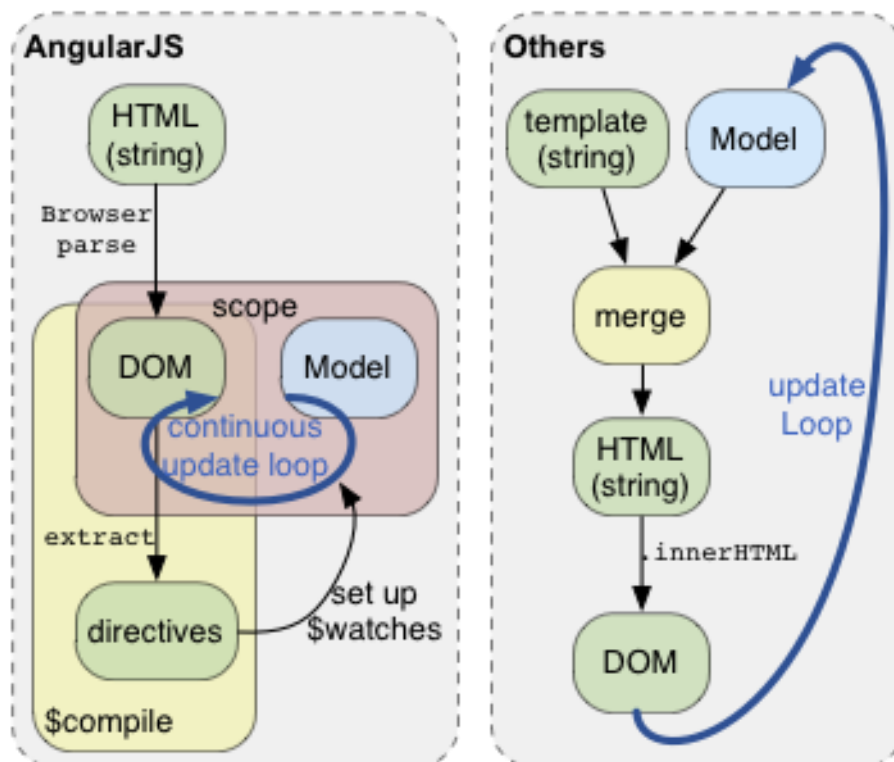 AngularJS
HTML
(string)
Browser
parse
scope
DOM
Model
continuous
update loop
extract
directives
set up
$watches
$compile
Others
template
(string)
Model
merge
update
Loop
HTML
(string)
.innerHTML
DOM